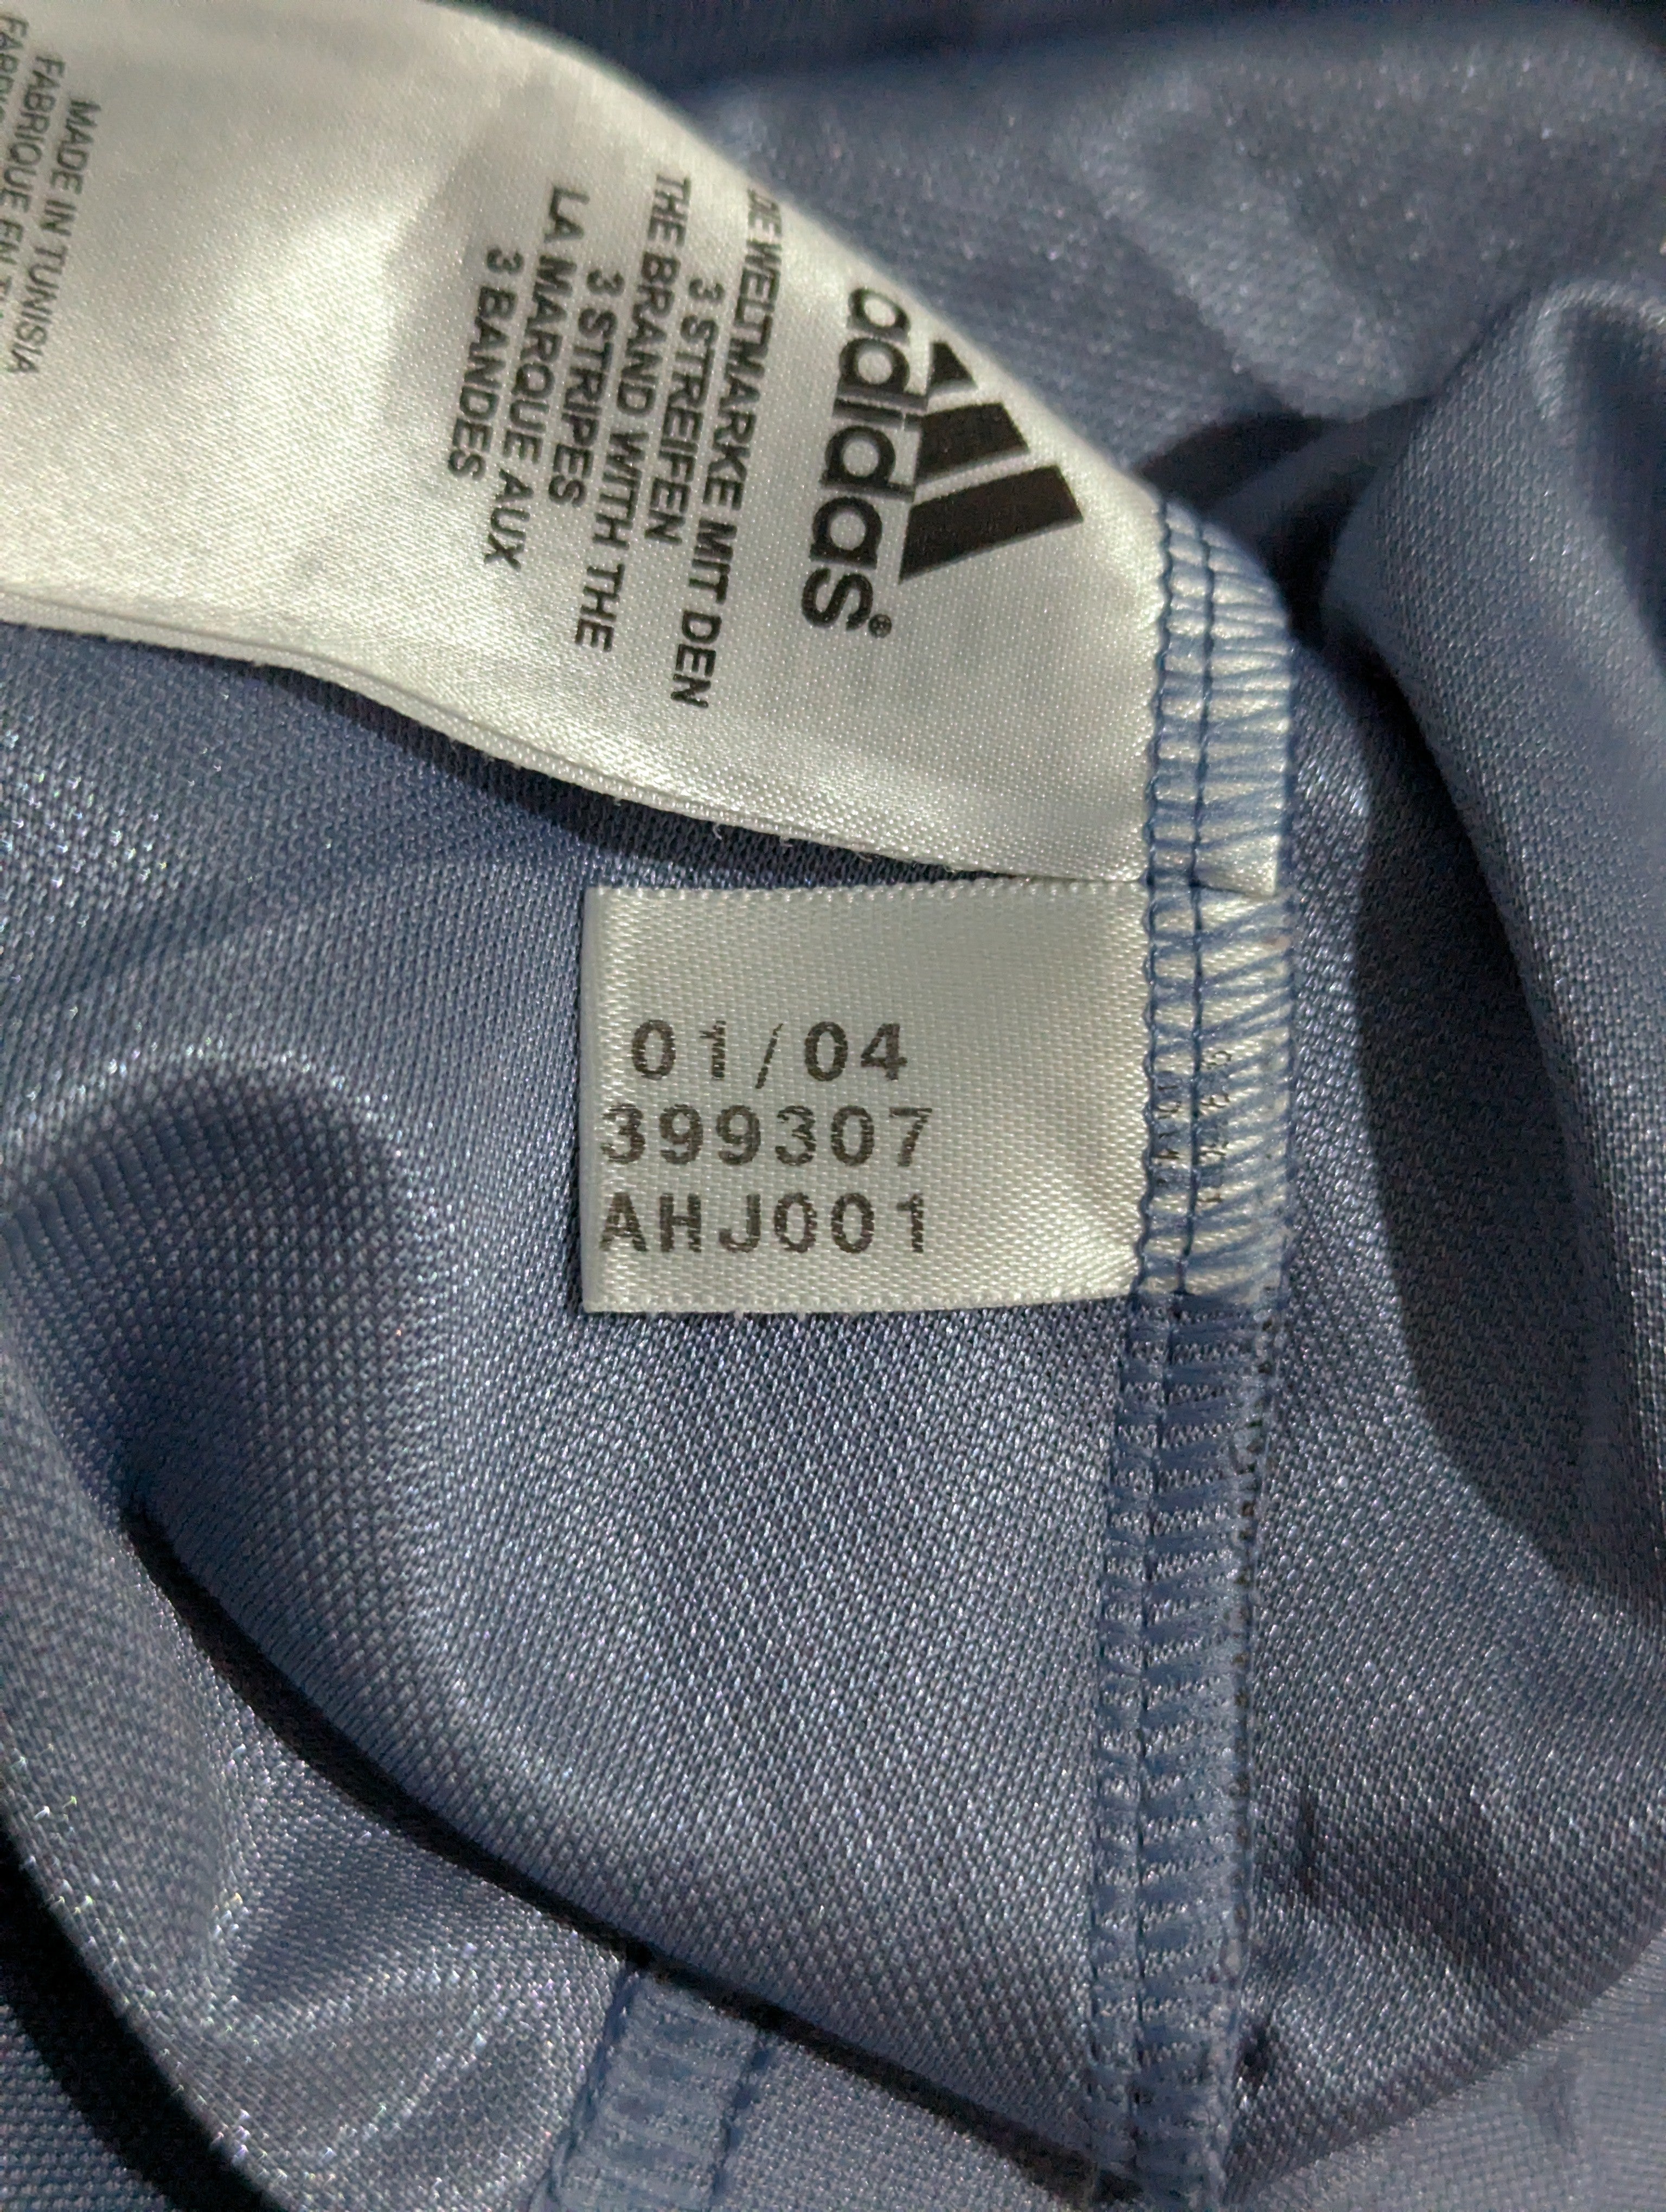 adidas®
DIE WELTMARKE MIT DEN
3 STREIFEN
THE BRAND WITH THE
3 STRIPES
LA MARQUE AUX
3 BANDES
MADE IN TUNISIA
FABRIQUE EN
01/04
399307
AHJ001